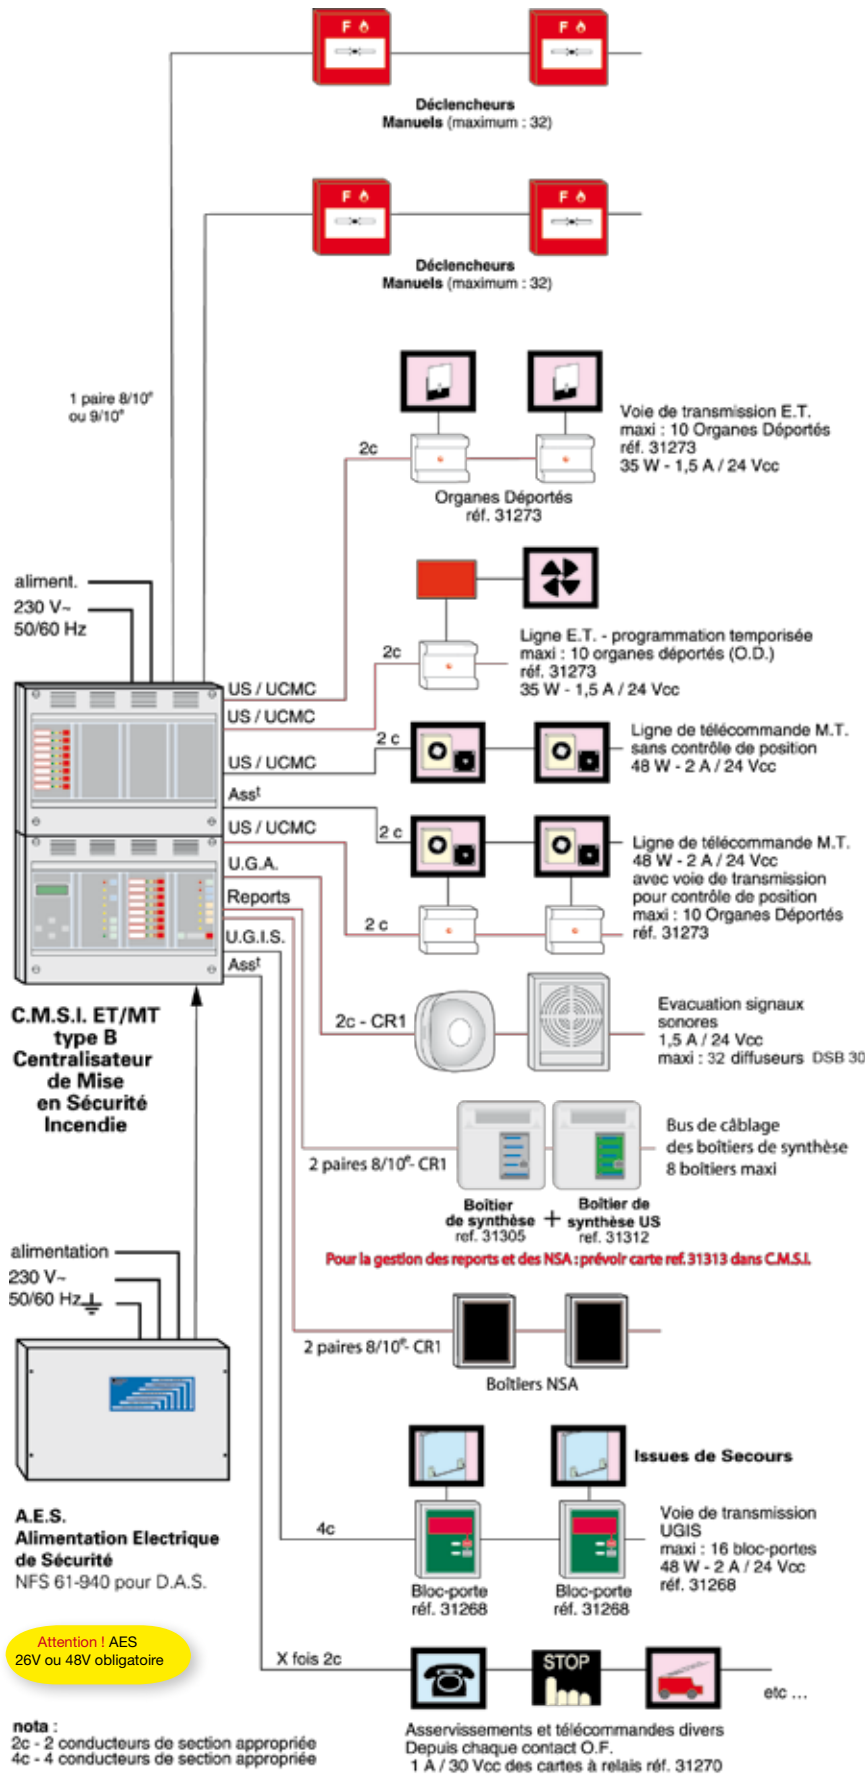 F
F
Déclencheurs
Manuels (maximum : 32)
F
F
Déclencheurs
Manuels (maximum : 32)
1 paire 8/10e
ou 9/10e
2c
Organes Déportés
réf. 31273
Voie de transmission E.T.
maxi : 10 Organes Déportés
réf. 31273
35 W - 1,5 A / 24 Vcc
aliment.
230 V~
50/60 Hz
2c
Ligne E.T. - programmation temporisée
maxi : 10 organes déportés (O.D.)
réf. 31273
35 W - 1,5 A / 24 Vcc
US / UCMC
US / UCMC
US / UCMC
Asst
US / UCMC
U.G.A.
Reports
U.G.I.S.
Asst
2 c
Ligne de télécommande M.T.
sans contrôle de position
48 W - 2 A / 24 Vcc
2 c
2 c
Ligne de télécommande M.T.
48 W - 2 A / 24 Vcc
avec voie de transmission
pour contrôle de position
maxi : 10 Organes Déportés
réf. 31273
C.M.S.I. ET/MT
type B
Centralisateur
de Mise
en Sécurité
Incendie
2c - CR1
Evacuation signaux
sonores
1,5 A / 24 Vcc
maxi : 32 diffuseurs DSB 30
2 paires 8/10e- CR1
Boîtier
de synthèse
ref. 31305
+
Boîtier de
synthèse US
ref. 31312
Bus de câblage
des boîtiers de synthèse
8 boîtiers maxi
Pour la gestion des reports et des NSA : prévoir carte ref. 31313 dans C.M.S.I.
alimentation
230 V~
50/60 Hz
2 paires 8/10e- CR1
Boîtiers NSA
Issues de Secours
4c
Bloc-porte
réf. 31268
Bloc-porte
réf. 31268
Voie de transmission
UGIS
maxi : 16 bloc-portes
48 W - 2 A / 24 Vcc
réf. 31268
A.E.S.
Alimentation Electrique
de Sécurité
NFS 61-940 pour D.A.S.
Attention ! AES
26V ou 48V obligatoire
X fois 2c
STOP
etc ...
nota :
2c - 2 conducteurs de section appropriée
4c - 4 conducteurs de section appropriée
Asservissements et télécommandes divers
Depuis chaque contact O.F.
1 A / 30 Vcc des cartes à relais réf. 31270